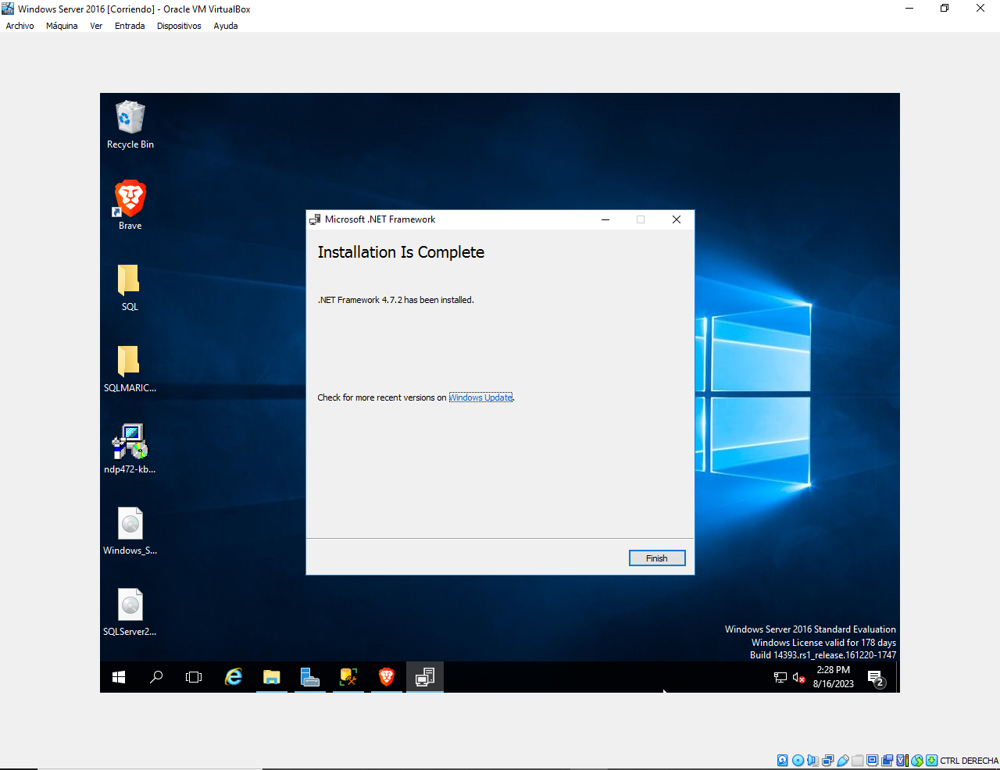 Windows Server 2016 [Corriendo] - Oracle VM VirtualBox
Archivo Máquina Ver Entrada Dispositivos Ayuda
Recycle Bin
Brave
SQL
SQLMARIC...
ndp472-kb...
Windows_S...
SQLServer2...
Microsoft .NET Framework
Installation Is Complete
.NET Framework 4.7.2 has been installed.
Check for more recent versions on Windows Update.
Finish
Windows Server 2016 Standard Evaluation
Windows License valid for 178 days
Build 14393.rs1_release.161220-1747
2:28 PM
8/16/2023
2
CTRL DERECHA